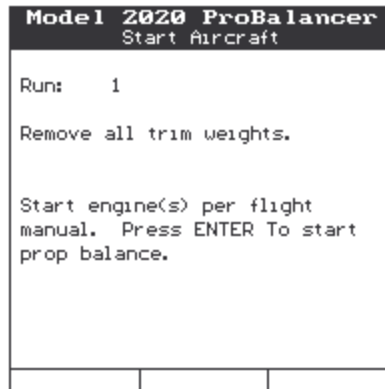 Model 2020 ProBalancer
Start Aircraft
Run: 1
Remove all trim weights.
Start engine(s) per flight
manual. Press ENTER To start
prop balance.